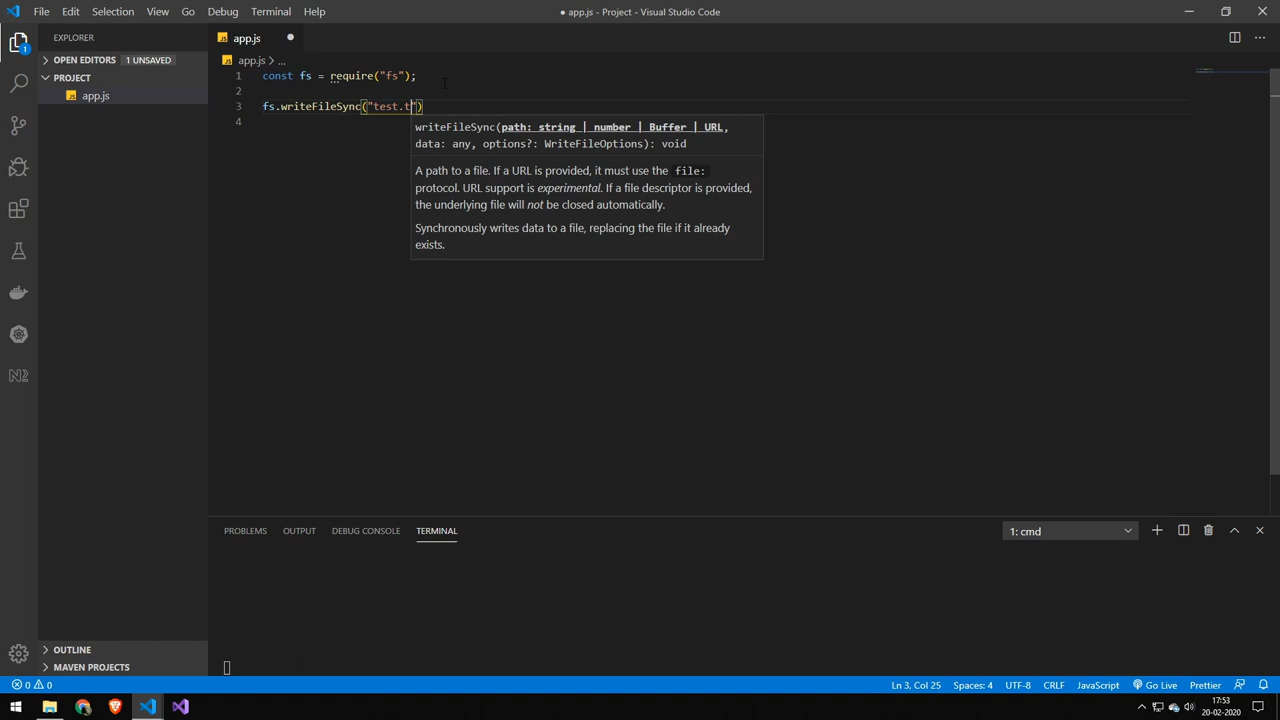 File Edit Selection View Go Debug Terminal Help
● app.js - Project - Visual Studio Code
EXPLORER
OPEN EDITORS 1 UNSAVED
PROJECT
JS app.js
OUTLINE
MAVEN PROJECTS
1
N2
JS app.js ●
JS app.js > ...
1 const fs = require("fs");
2
3 fs.writeFileSync("test.t")
4
writeFileSync(path: string | number | Buffer | URL,
data: any, options?: WriteFileOptions): void
A path to a file. If a URL is provided, it must use the file:
protocol. URL support is experimental. If a file descriptor is provided,
the underlying file will not be closed automatically.
Synchronously writes data to a file, replacing the file if it already
exists.
PROBLEMS OUTPUT DEBUG CONSOLE TERMINAL
1: cmd
0 0
Ln 3, Col 25 Spaces: 4 UTF-8 CRLF JavaScript Go Live Prettier
17:53
20-02-2020